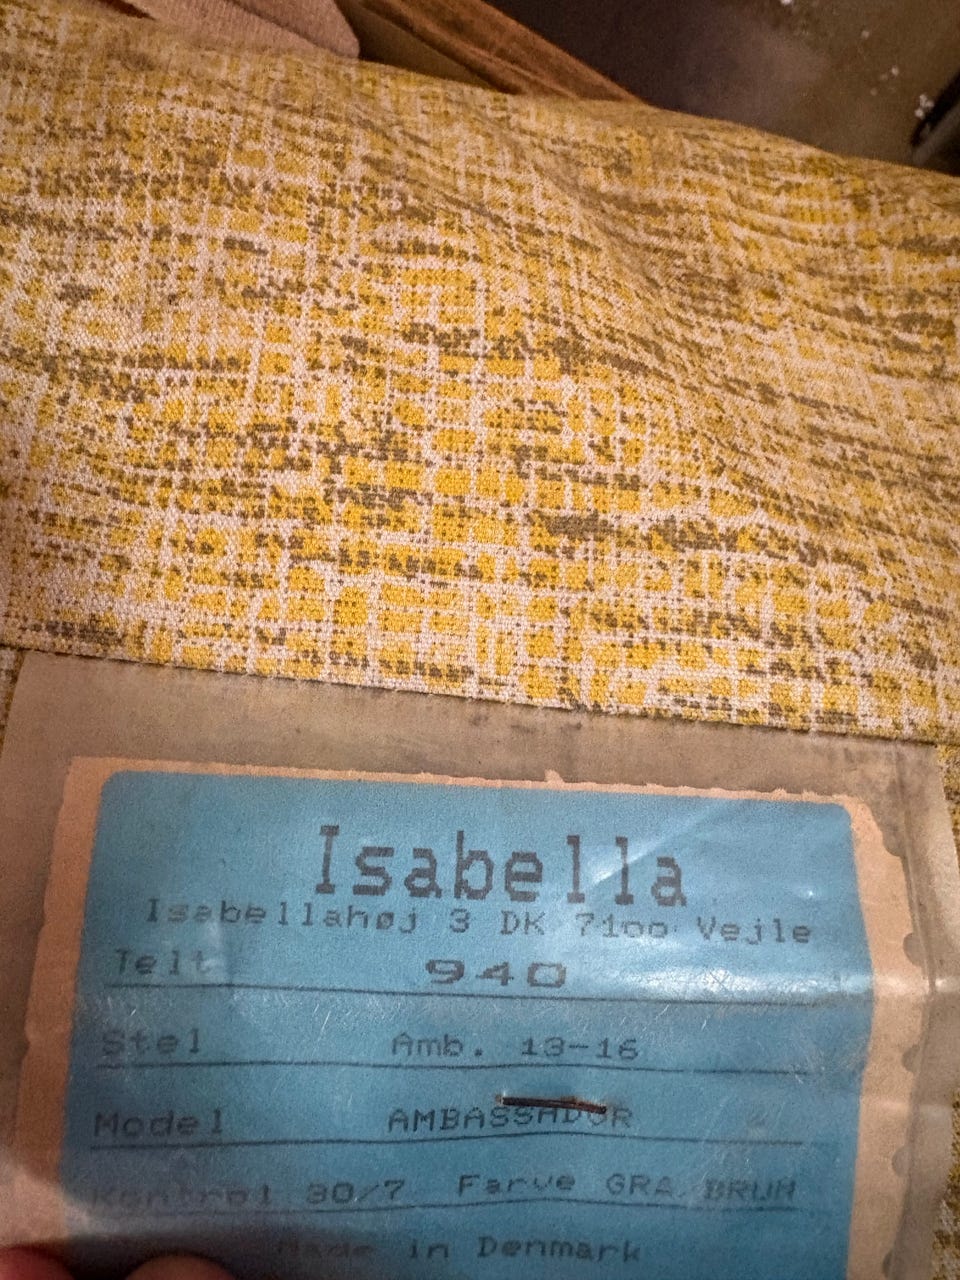 Isabella
Isabellahøj 3 DK 7100 Vejle
Telt 940
Stel Amb. 13-16
Model AMBASSADOR
Kontrol 30/7 Farve GRA/BRUN
Made in Denmark